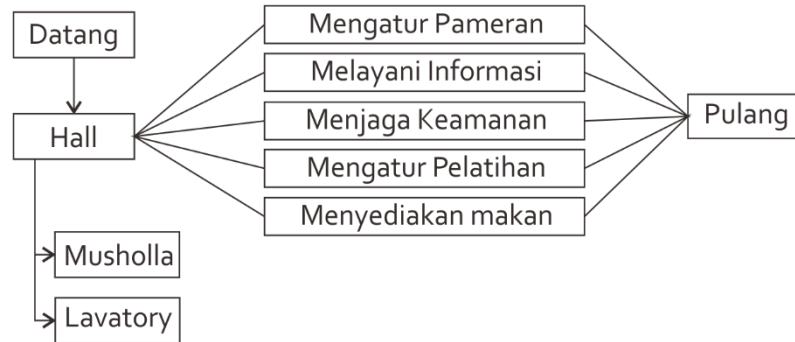 Datang
Hall
Musholla
Lavatory
Mengatur Pameran
Melayani Informasi
Menjaga Keamanan
Mengatur Pelatihan
Menyediakan makan
Pulang